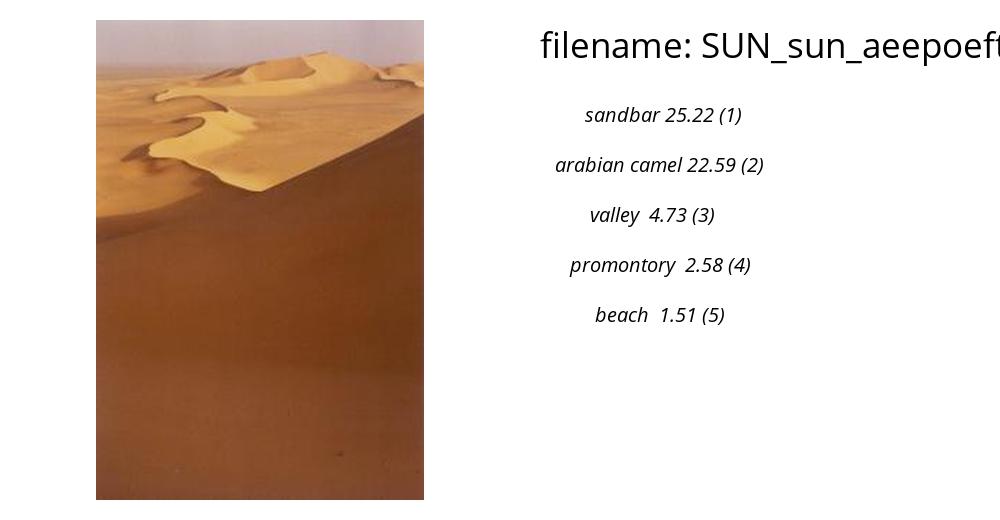 filename: SUN_sun_aeepoeft
sandbar 25.22 (1)
arabian camel 22.59 (2)
valley 4.73 (3)
promontory 2.58 (4)
beach 1.51 (5)